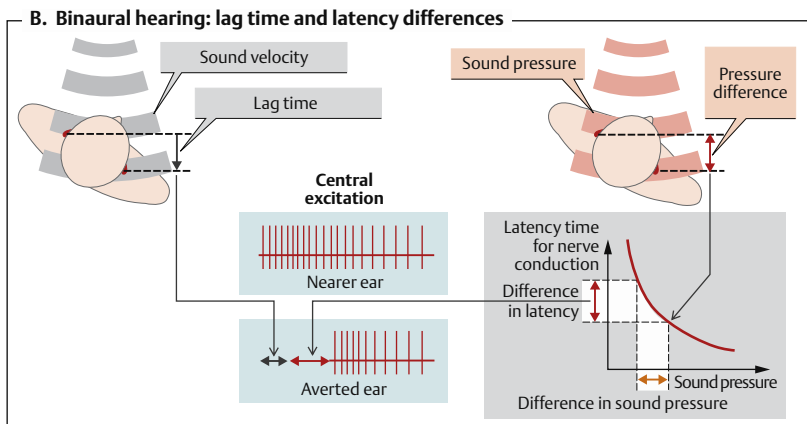 B. Binaural hearing: lag time and latency differences
Sound velocity
Lag time
Sound pressure
Pressure
difference
Central
excitation
Nearer ear
Averted ear
Latency time
for nerve
conduction
Difference
in latency
Sound pressure
Difference in sound pressure